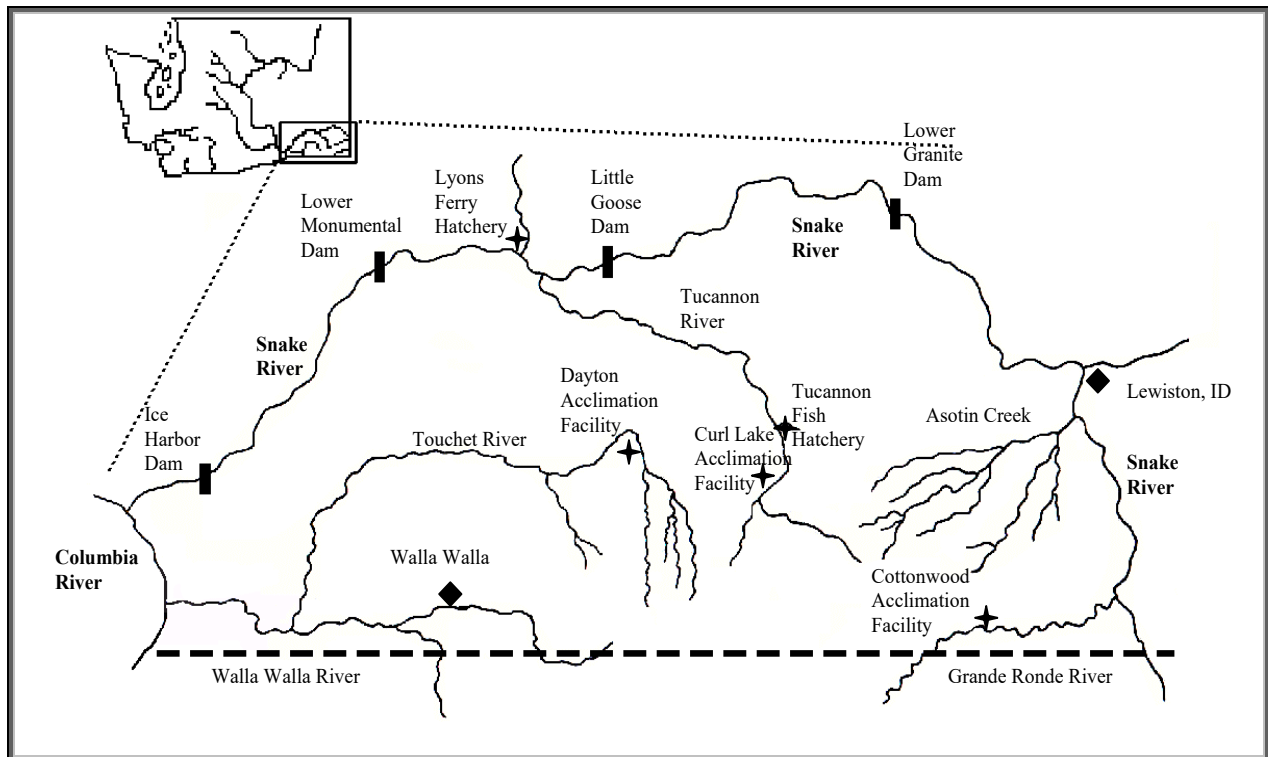 Lower
Granite
Dam
Lyons
Ferry
Hatchery
Little
Goose
Dam
Lower
Monumental
Dam
Snake
River
Tucannon
River
Snake
River
Dayton
Acclimation
Facility
Tucannon
Fish
Hatchery
Lewiston, ID
Ice
Harbor
Dam
Touchet River
Curl Lake
Acclimation
Facility
Asotin Creek
Snake
River
Columbia
River
Walla Walla
Cottonwood
Acclimation
Facility
Walla Walla River
Grande Ronde River